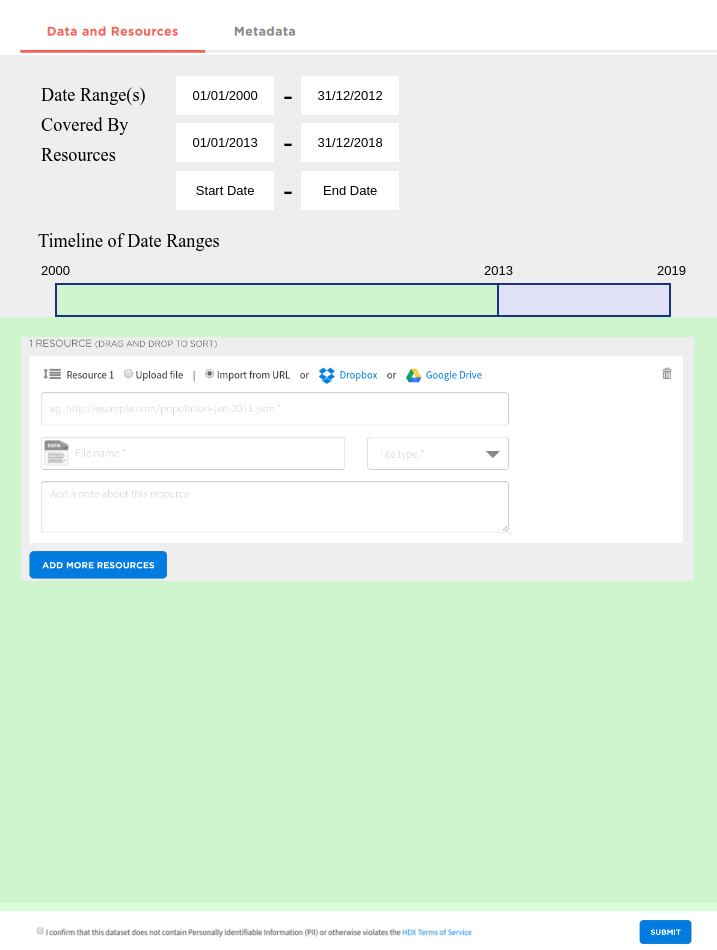 Data and Resources Metadata
Date Range(s) 01/01/2000 - 31/12/2012
Covered By 01/01/2013 - 31/12/2018
Resources
Start Date - End Date
Timeline of Date Ranges
2000 2013 2019
1 RESOURCE (DRAG AND DROP TO SORT)
Resource 1 Upload file | Import from URL or Dropbox or Google Drive
eg. http://example.com/population-jan-2011.json *
DATA File name * File type *
Add a note about this resource
ADD MORE RESOURCES
I confirm that this dataset does not contain Personally Identifiable Information (PII) or otherwise violates the HDX Terms of Service SUBMIT